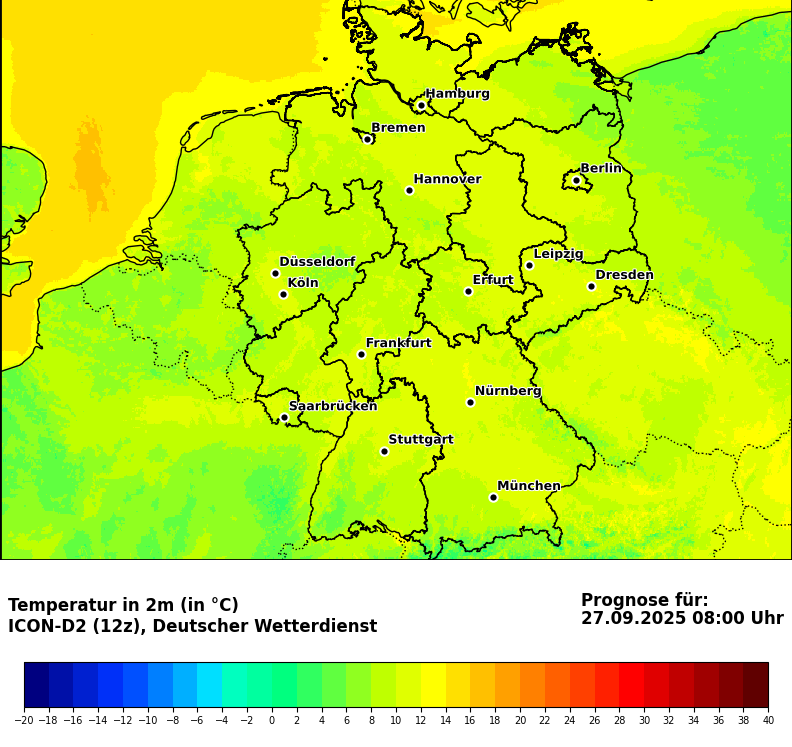 Hamburg
Bremen
Berlin
Hannover
Leipzig
Düsseldorf
Dresden
Köln
Erfurt
Frankfurt
Nürnberg
Saarbrücken
Stuttgart
München
Temperatur in 2m (in °C)
ICON-D2 (12z), Deutscher Wetterdienst
Prognose für:
27.09.2025 08:00 Uhr
−20 −18 −16 −14 −12 −10 −8 −6 −4 −2 0 2 4 6 8 10 12 14 16 18 20 22 24 26 28 30 32 34 36 38 40